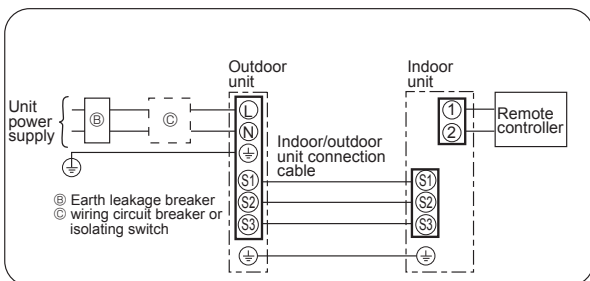 Outdoor
unit
Indoor
unit
Unit
power
supply
Ⓑ
Ⓒ
L
N
1
2
Remote
controller
Indoor/outdoor
unit connection
cable
S1
S2
S3
S1
S2
S3
Ⓑ Earth leakage breaker
Ⓒ wiring circuit breaker or
isolating switch